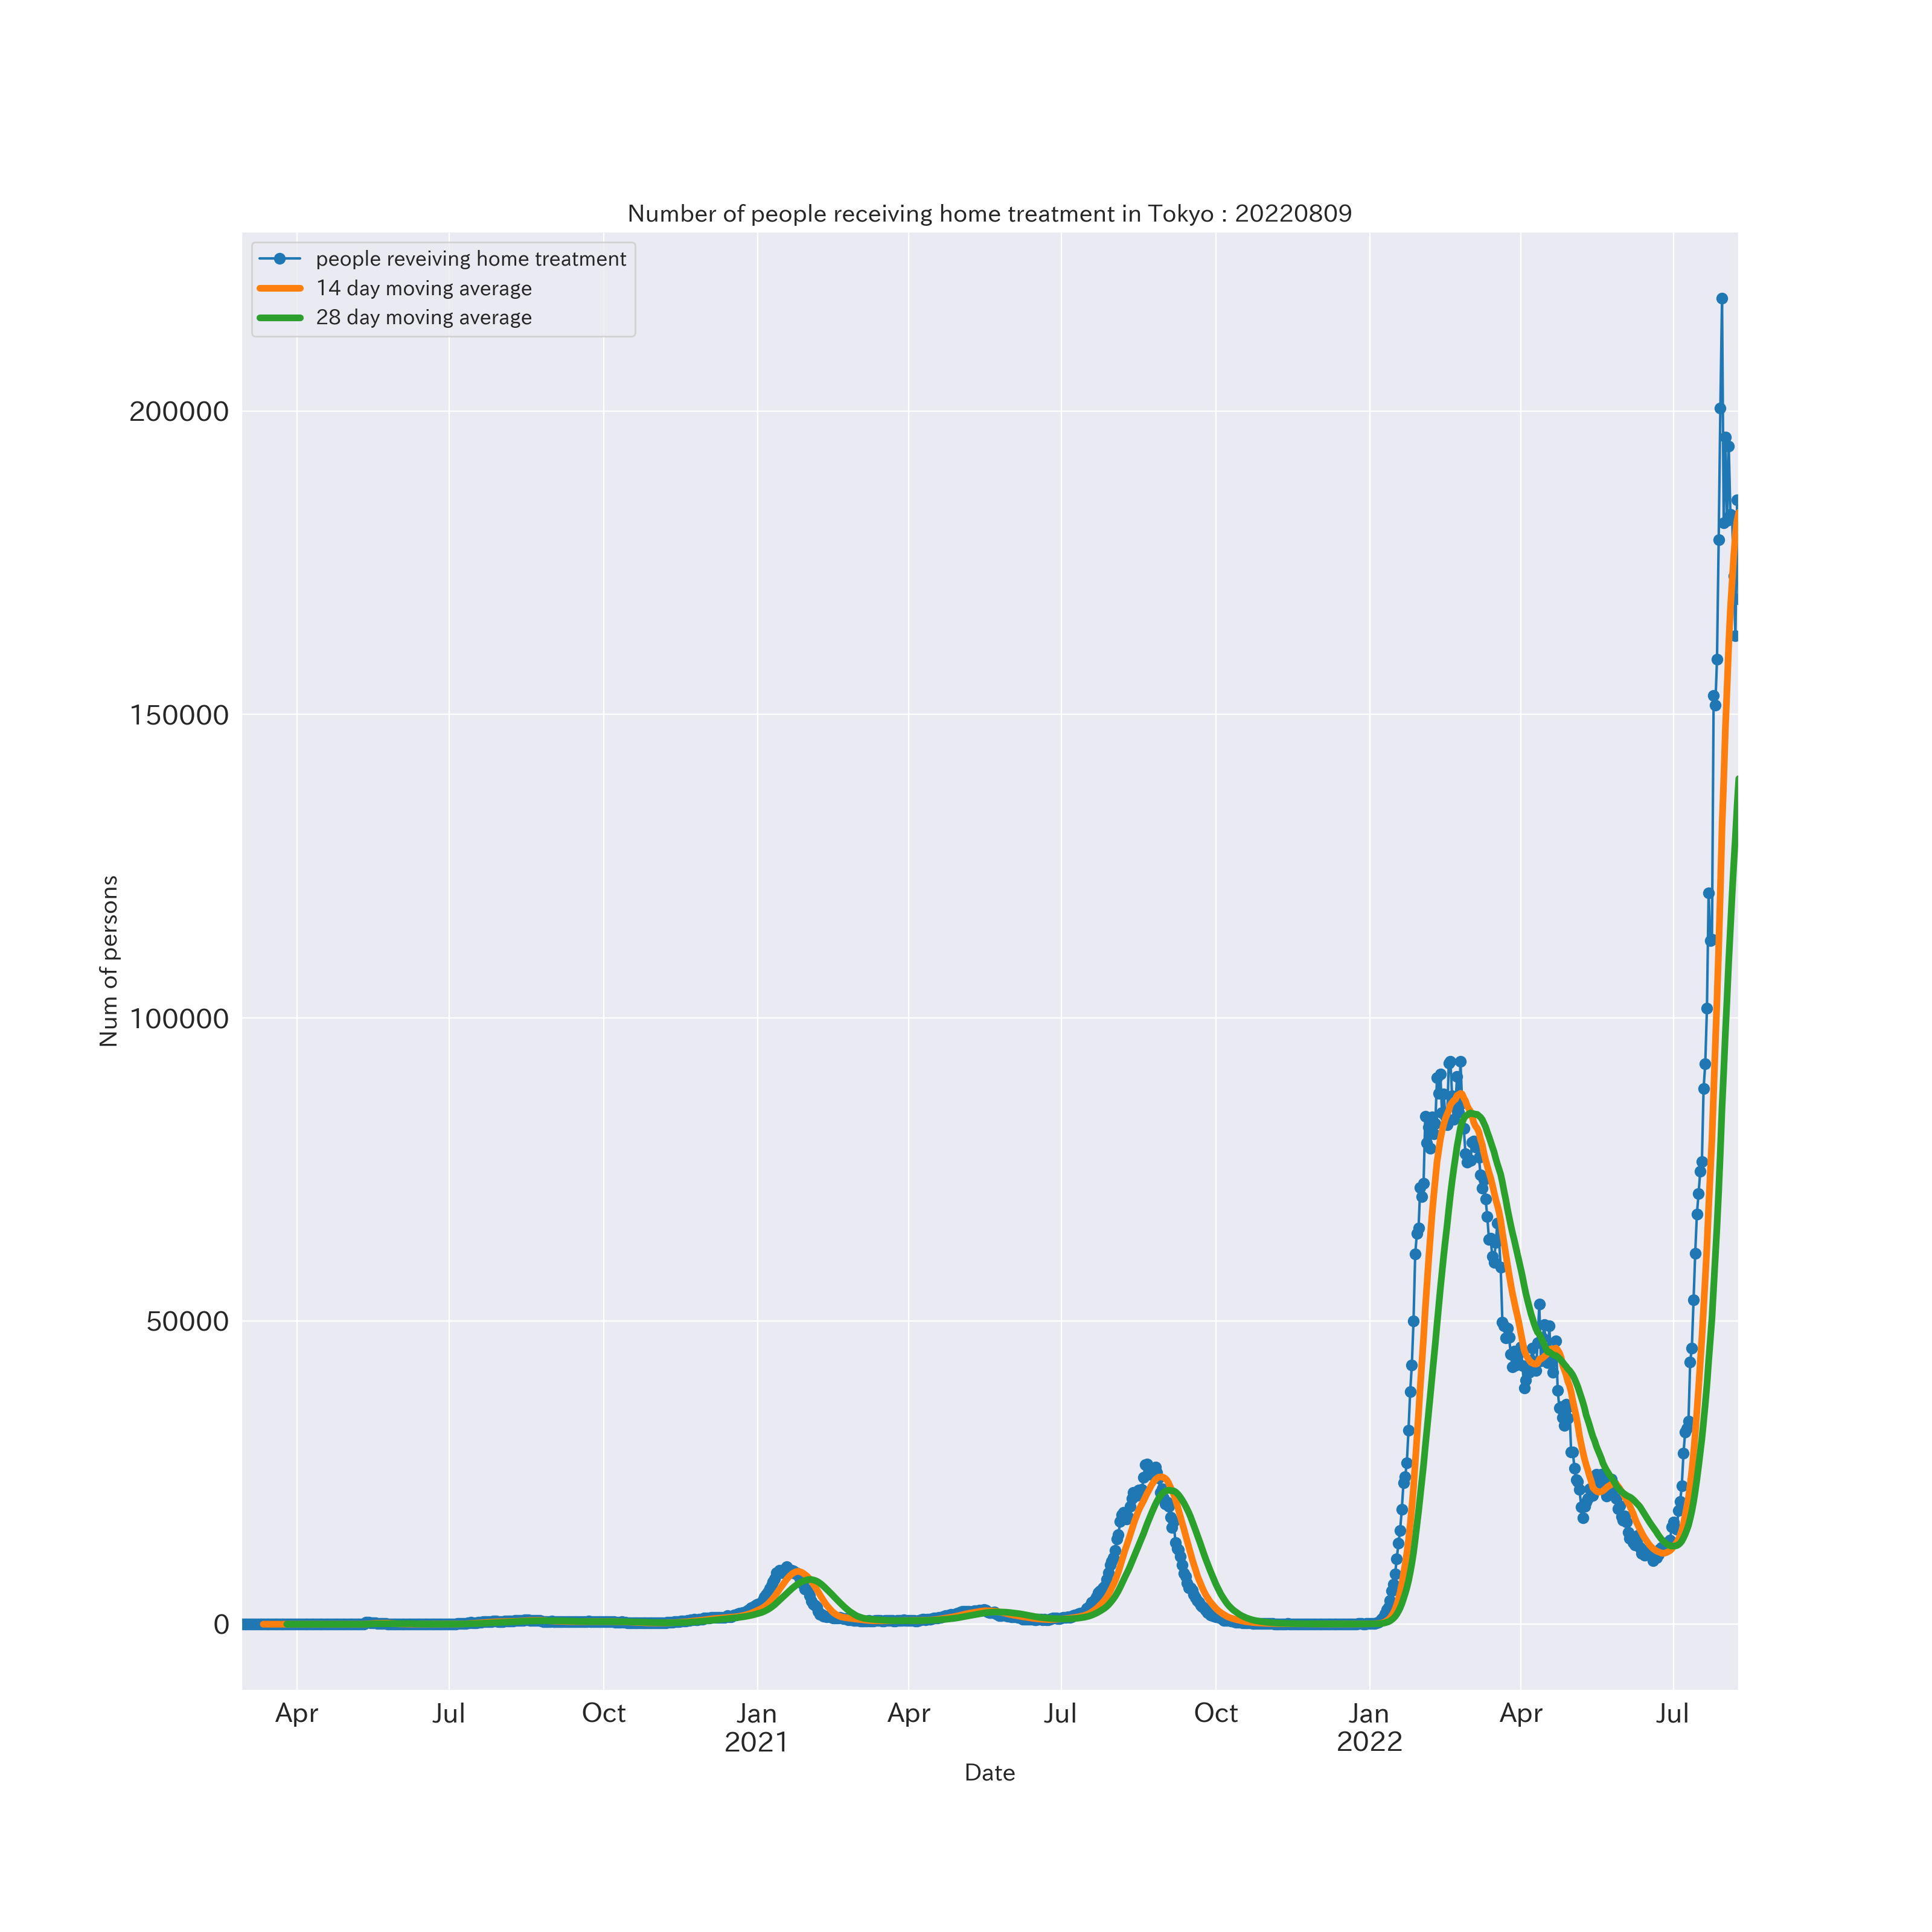 Number of people receiving home treatment in Tokyo : 20220809
people reveiving home treatment
14 day moving average
28 day moving average
200000
150000
100000
50000
0
Num of persons
Apr Jul Oct Jan Apr Jul Oct Jan Apr Jul
2021 2022
Date